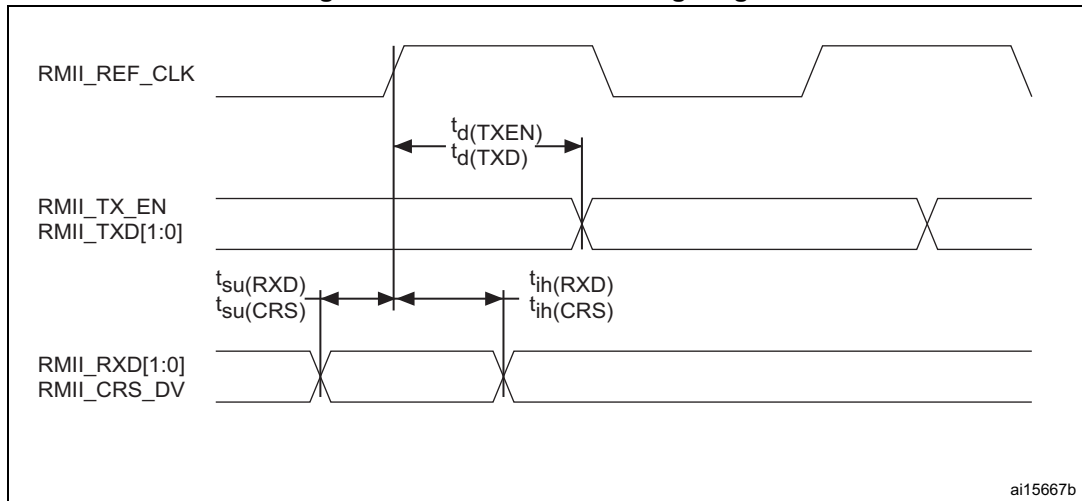 RMII_REF_CLK
td(TXEN)
td(TXD)
RMII_TX_EN
RMII_TXD[1:0]
tsu(RXD)
tsu(CRS)
tih(RXD)
tih(CRS)
RMII_RXD[1:0]
RMII_CRS_DV
ai15667b